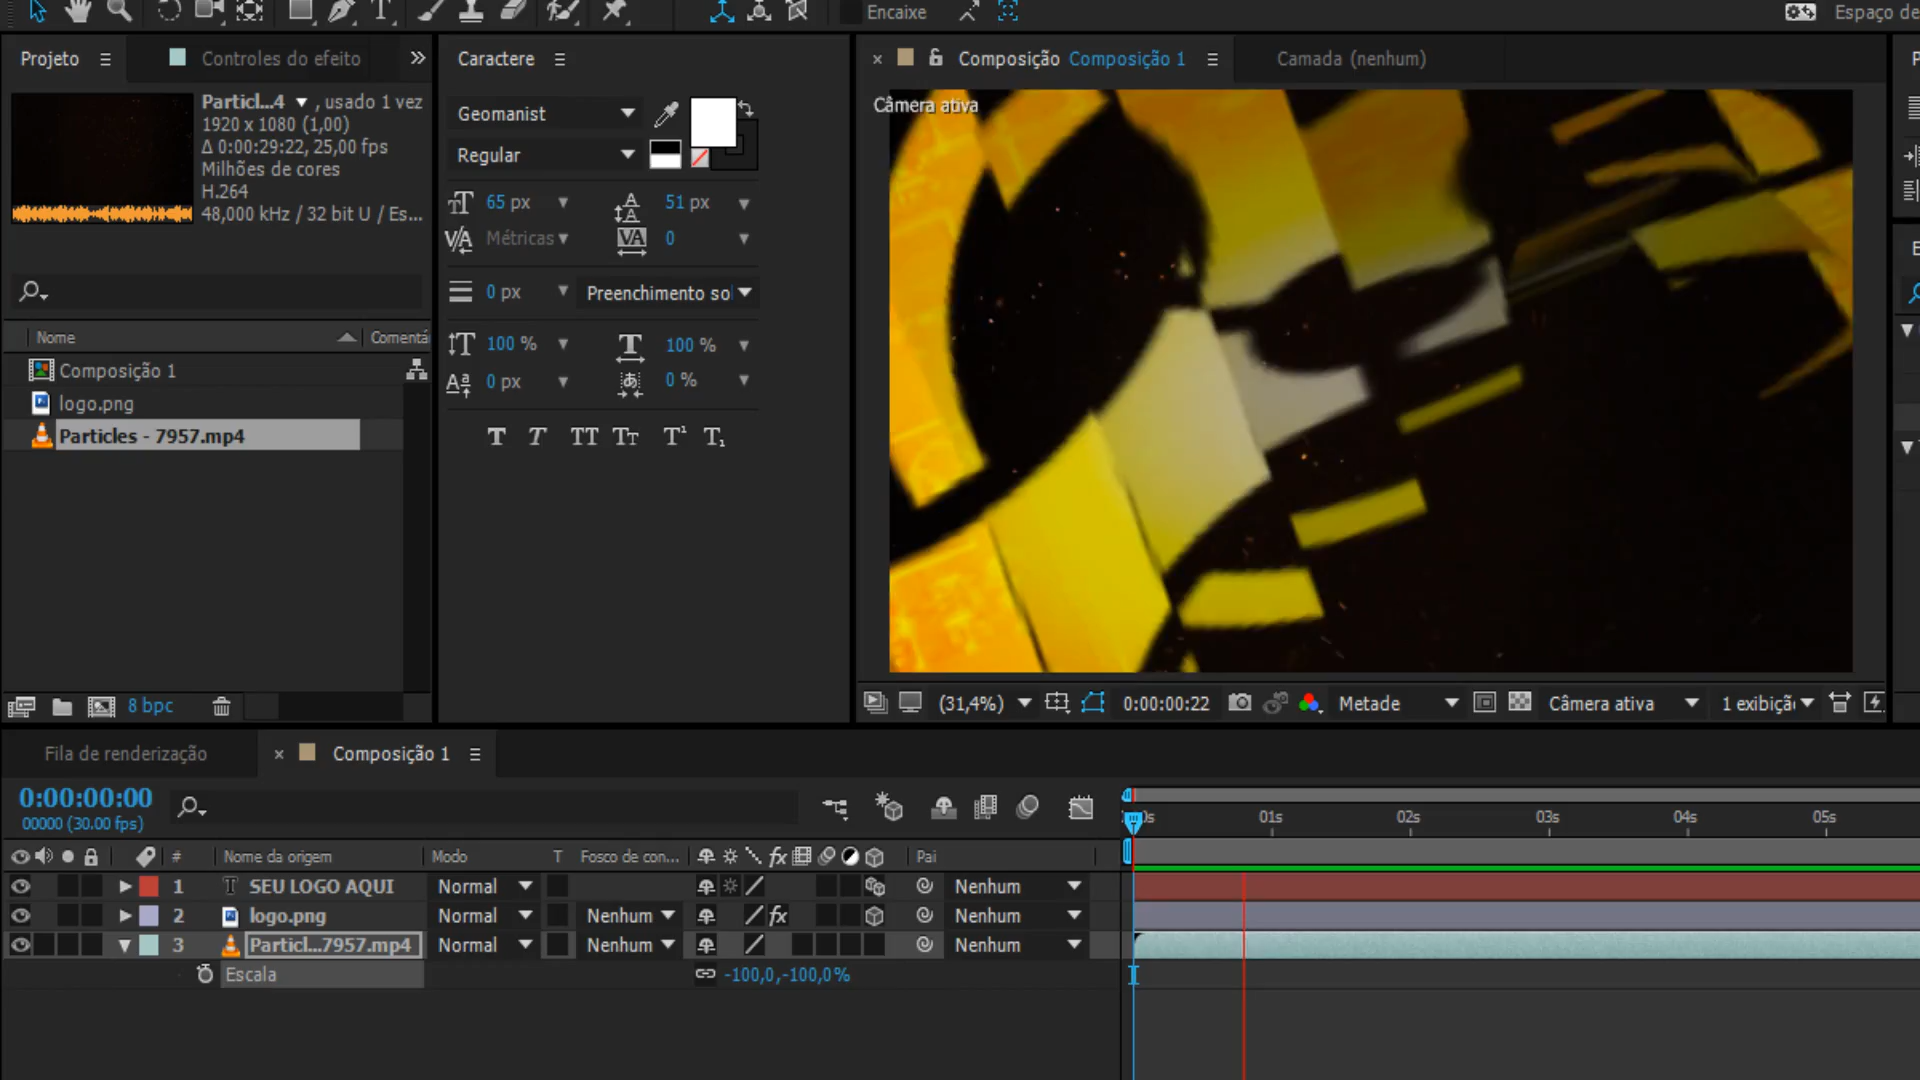 Encaixe
Espaço de
Projeto
Controles do efeito
Caractere
Composição Composição 1
Camada (nenhum)
Particl...4 , usado 1 vez
1920 x 1080 (1,00)
Δ 0:00:29:22, 25,00 fps
Milhões de cores
H.264
48,000 kHz / 32 bit U / Es...
Geomanist
Regular
65 px
51 px
Métricas
0
0 px
Preenchimento sol
100 %
100 %
0 px
0 %
Câmera ativa
Nome
Comentá
Composição 1
logo.png
Particles - 7957.mp4
8 bpc
(31,4%)
0:00:00:22
Metade
Câmera ativa
1 exibiçã
Fila de renderização
Composição 1
0:00:00:00
00000 (30.00 fps)
01s
02s
03s
04s
05s
#
Nome da origem
Modo
T
Fosco de con...
Pai
1
SEU LOGO AQUI
Normal
Nenhum
2
logo.png
Normal
Nenhum
Nenhum
3
Particl...7957.mp4
Normal
Nenhum
Nenhum
Escala
-100,0,-100,0%